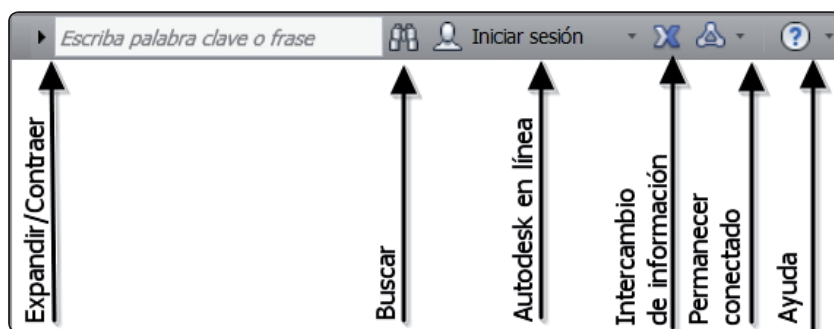 Escriba palabra clave o frase
Iniciar sesión
?
Expandir/Contraer
Buscar
Autodesk en línea
Intercambio
de información
Permanecer
conectado
Ayuda